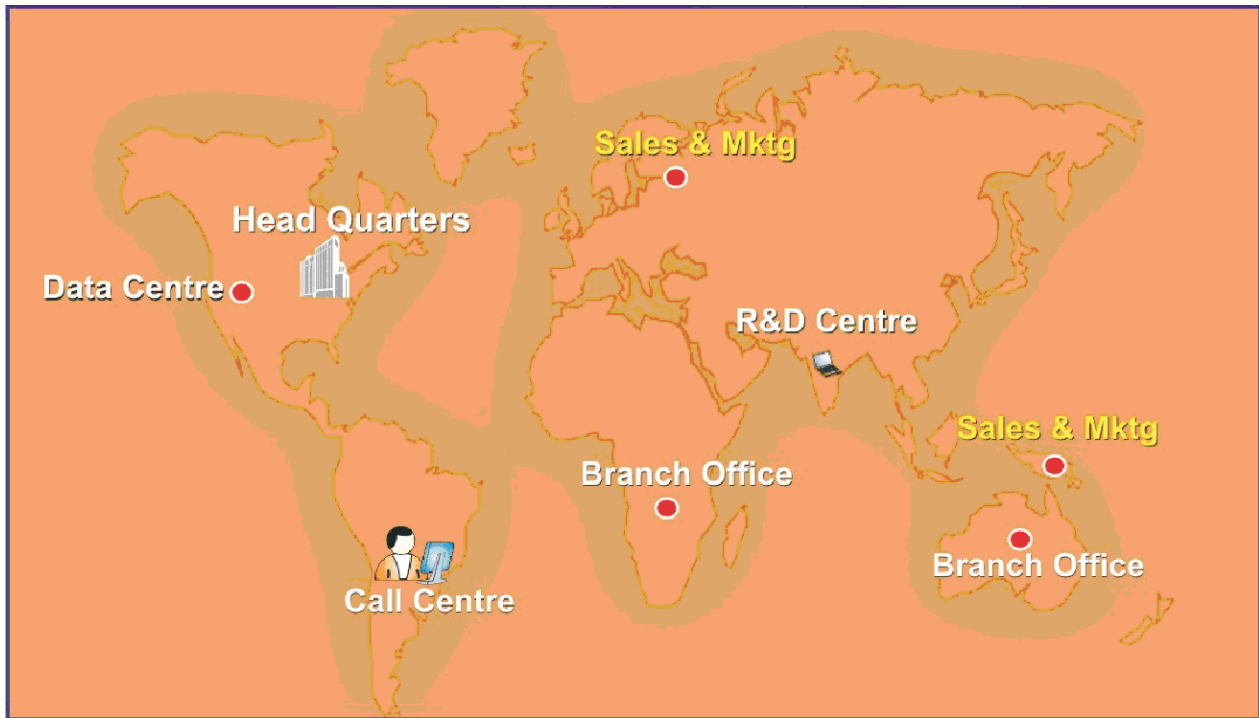 Sales & Mktg
Head Quarters
Data Centre
R&D Centre
Sales & Mktg
Branch Office
Branch Office
Call Centre